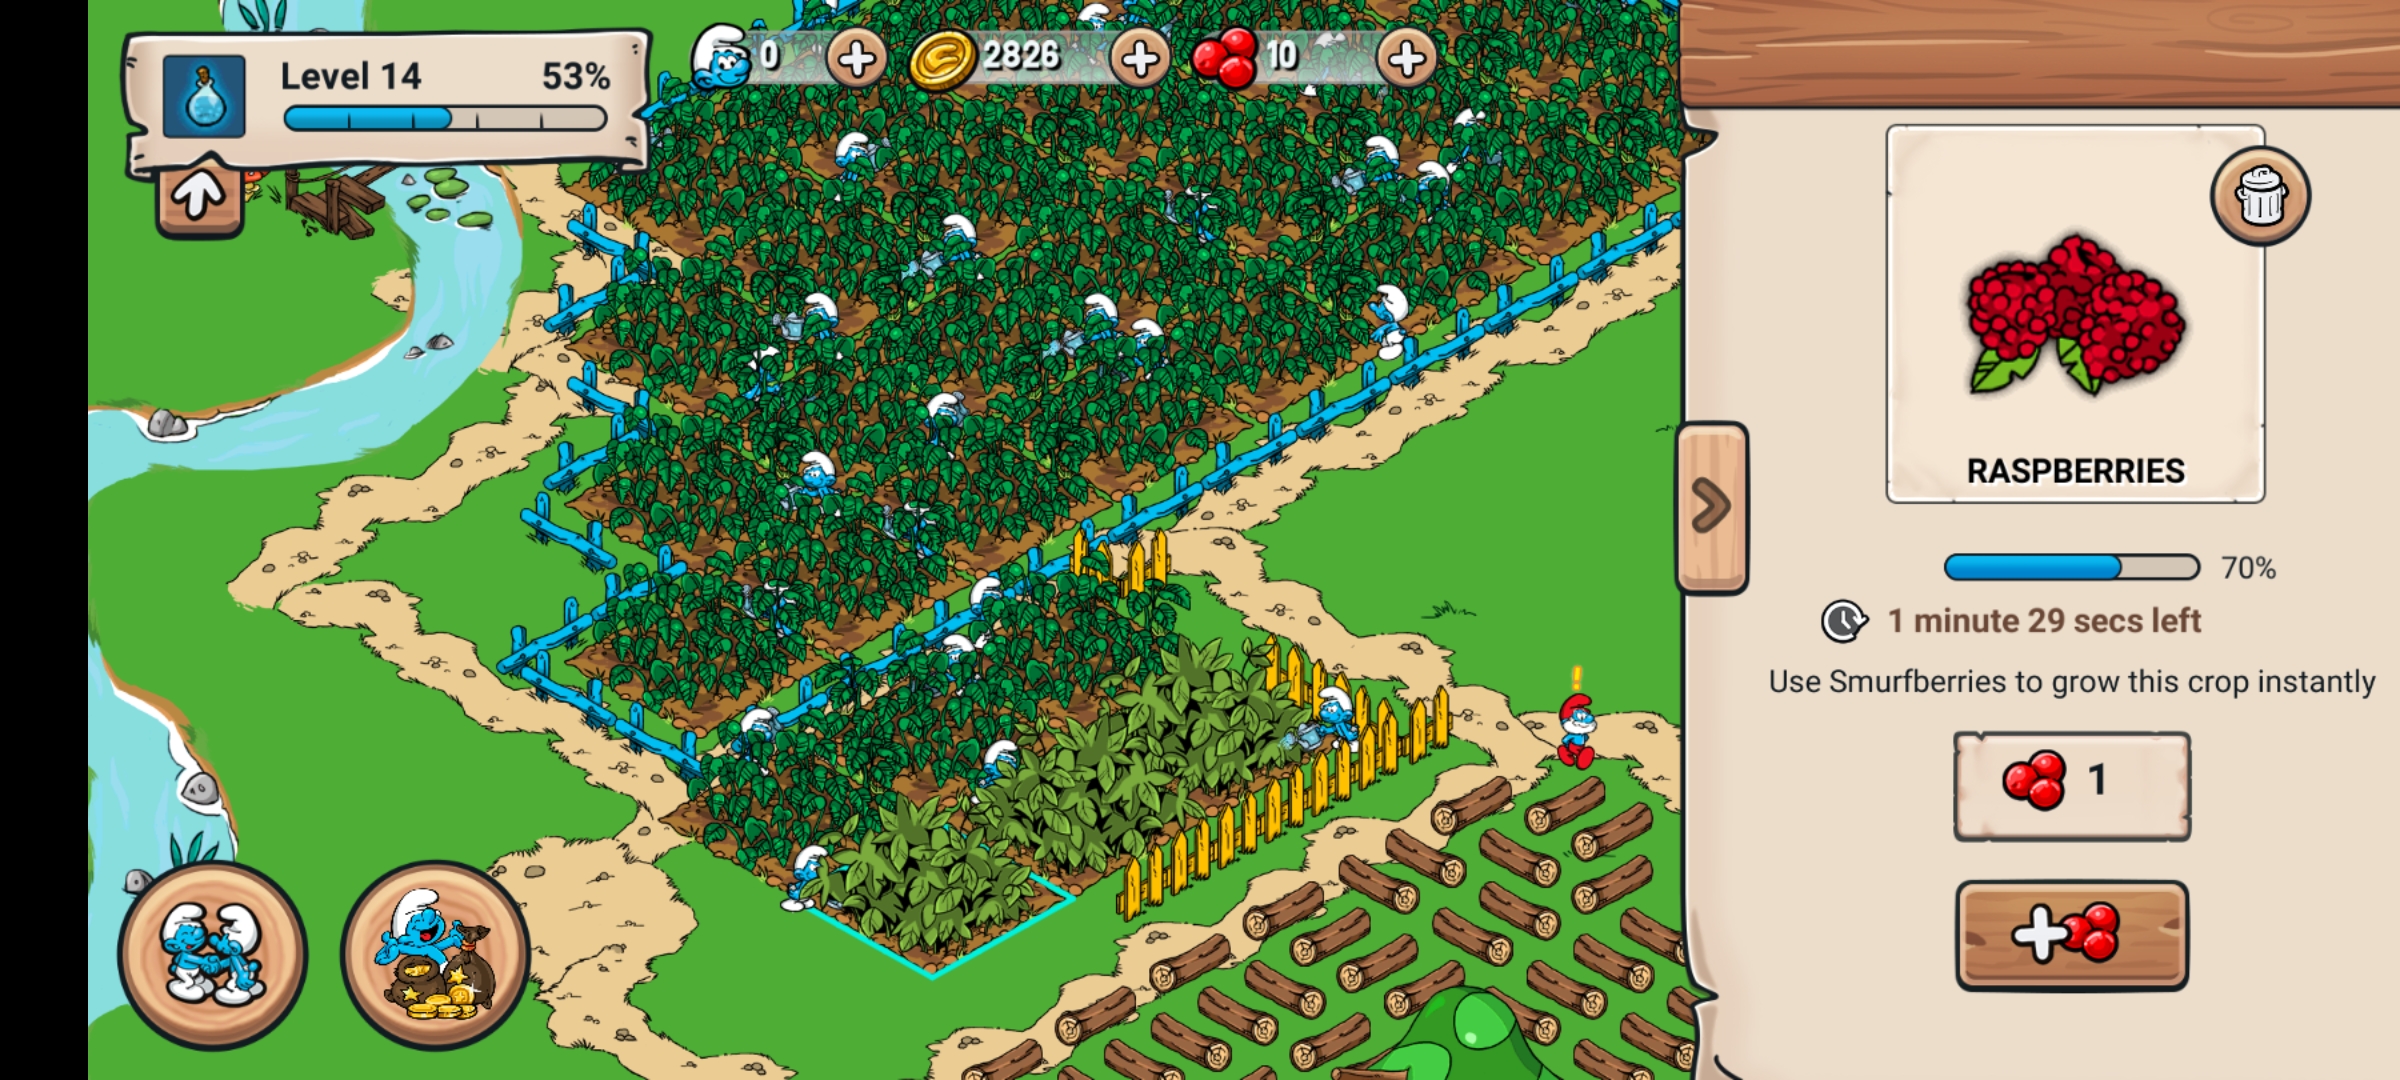 Level 14 53%
0
2826
10
RASPBERRIES
70%
1 minute 29 secs left
Use Smurfberries to grow this crop instantly
1